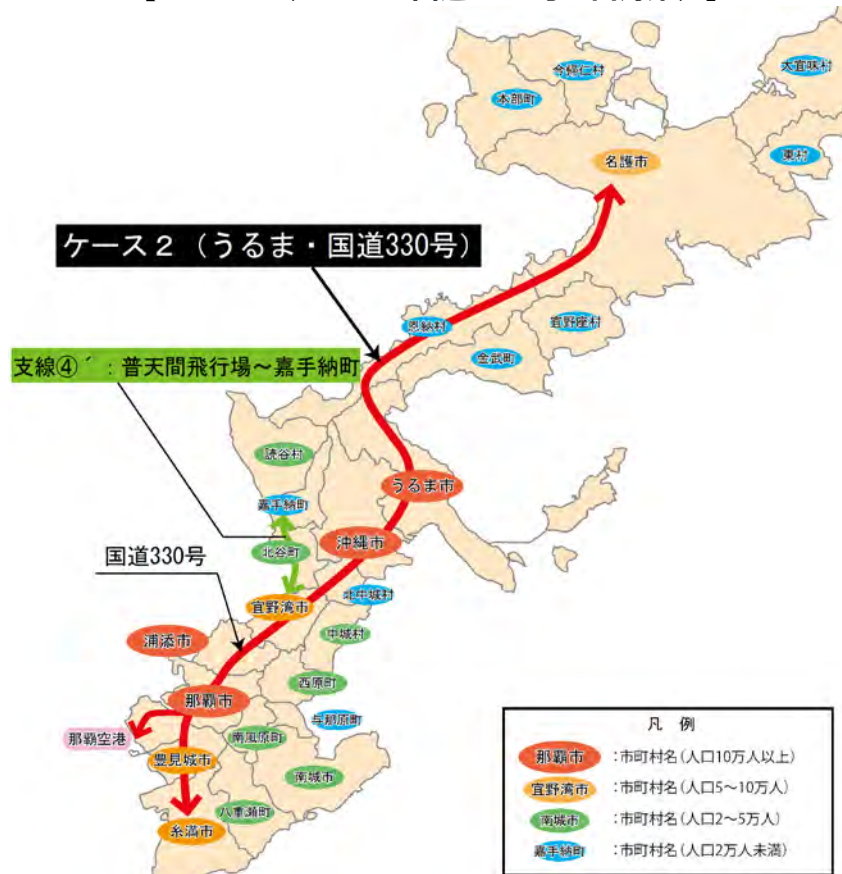 今帰仁村
大宜味村
本部町
東村
名護市
ケース2（うるま・国道330号）
恩納村
宜野座村
金武町
支線④´：普天間飛行場～嘉手納町
読谷村
うるま市
嘉手納町
沖縄市
北谷町
国道330号
宜野湾市
北中城村
浦添市
中城村
西原町
那覇市
与那原町
那覇空港
南風原町
豊見城市
南城市
八重瀬町
糸満市
凡 例
那覇市 ：市町村名(人口10万人以上)
宜野湾市 ：市町村名(人口5～10万人)
南城市 ：市町村名(人口2～5万人)
嘉手納町 ：市町村名(人口2万人未満)